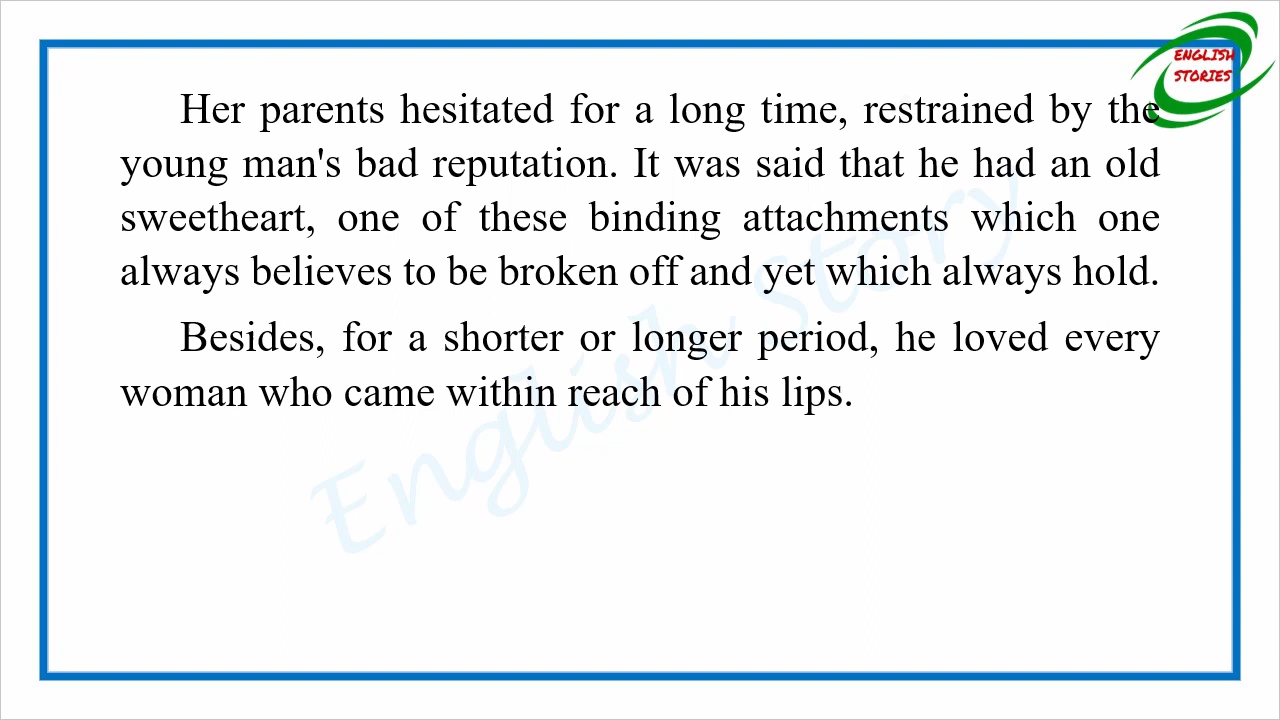 ENGLISH
STORIES
Her parents hesitated for a long time, restrained by the
young man's bad reputation. It was said that he had an old
sweetheart, one of these binding attachments which one
always believes to be broken off and yet which always hold.
Besides, for a shorter or longer period, he loved every
woman who came within reach of his lips.
English Story